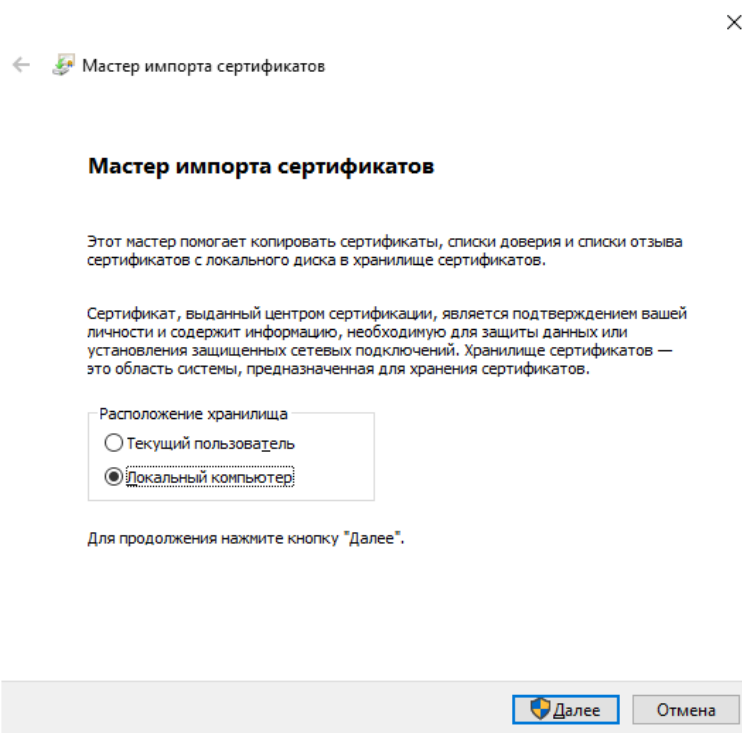 Мастер импорта сертификатов
Мастер импорта сертификатов
Этот мастер помогает копировать сертификаты, списки доверия и списки отзыва
сертификатов с локального диска в хранилище сертификатов.
Сертификат, выданный центром сертификации, является подтверждением вашей
личности и содержит информацию, необходимую для защиты данных или
установления защищенных сетевых подключений. Хранилище сертификатов —
это область системы, предназначенная для хранения сертификатов.
Расположение хранилища
Текущий пользователь
Локальный компьютер
Для продолжения нажмите кнопку "Далее".
Далее
Отмена